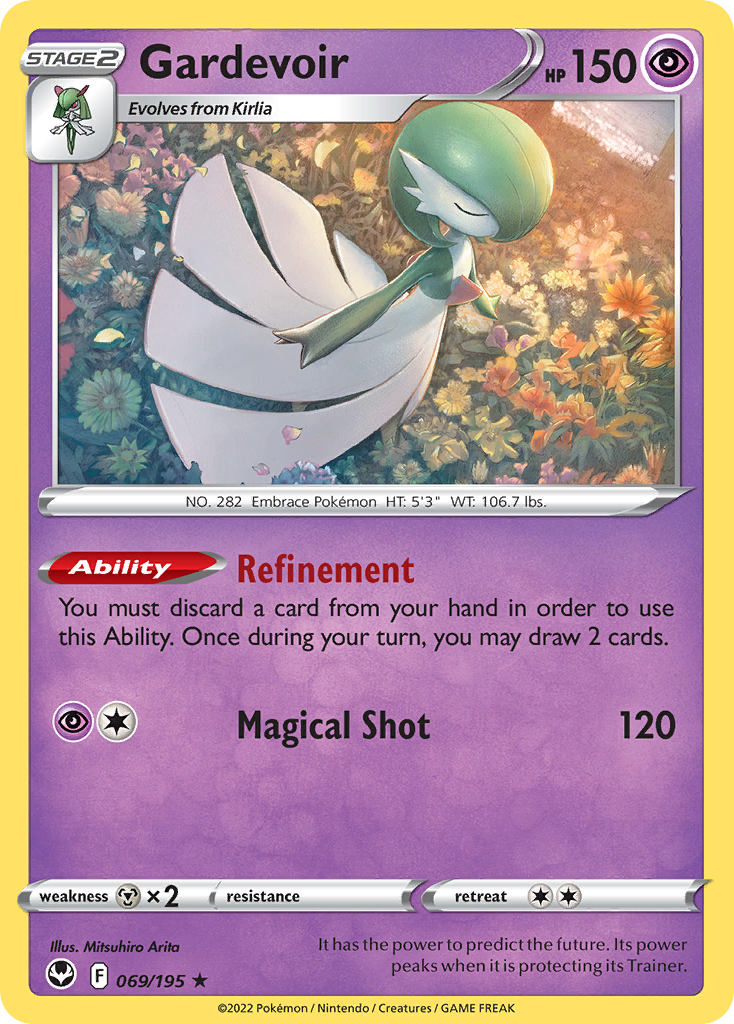 STAGE 2
Gardevoir
HP 150
Evolves from Kirlia
NO. 282 Embrace Pokémon HT: 5'3" WT: 106.7 lbs.
Ability Refinement
You must discard a card from your hand in order to use
this Ability. Once during your turn, you may draw 2 cards.
Magical Shot 120
weakness ×2 resistance retreat
Illus. Mitsuhiro Arita
It has the power to predict the future. Its power
peaks when it is protecting its Trainer.
F 069/195 ★
©2022 Pokémon / Nintendo / Creatures / GAME FREAK